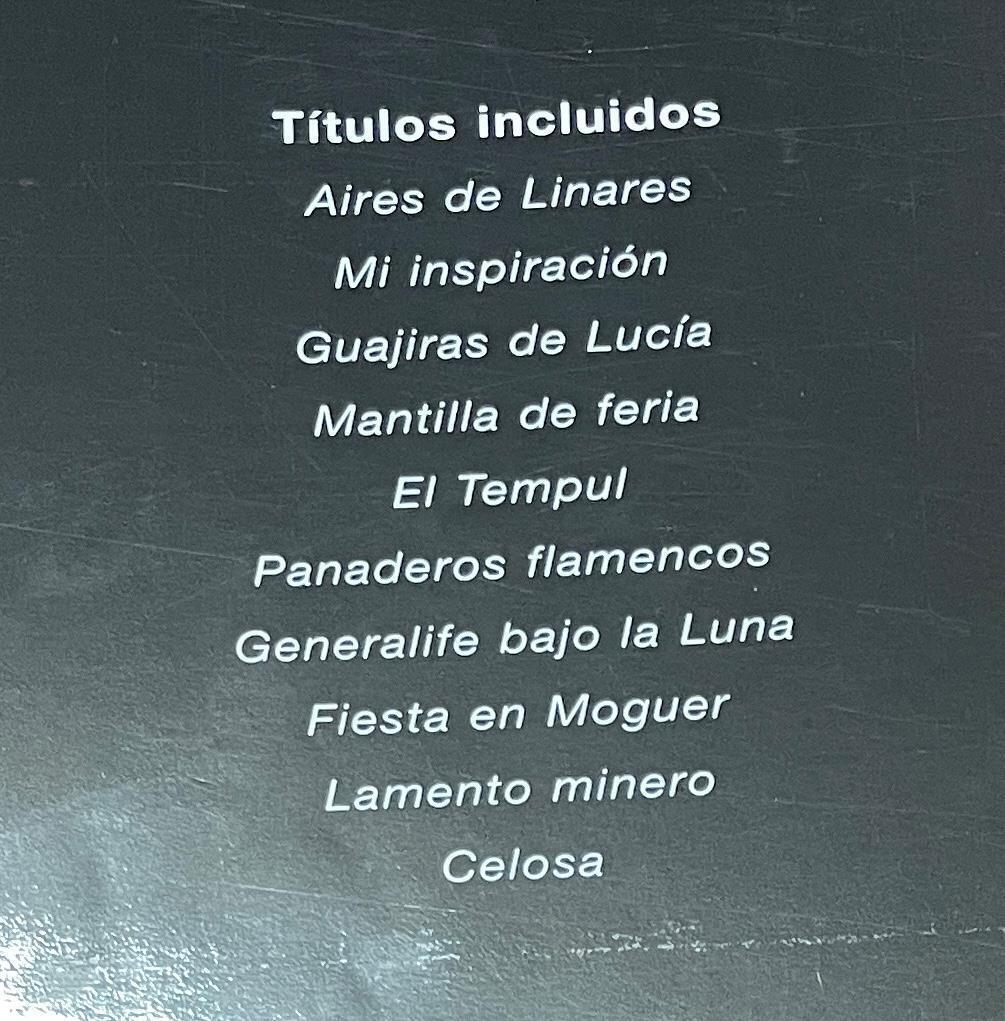 Títulos incluidos
Aires de Linares
Mi inspiración
Guajiras de Lucía
Mantilla de feria
El Tempul
Panaderos flamencos
Generalife bajo la Luna
Fiesta en Moguer
Lamento minero
Celosa